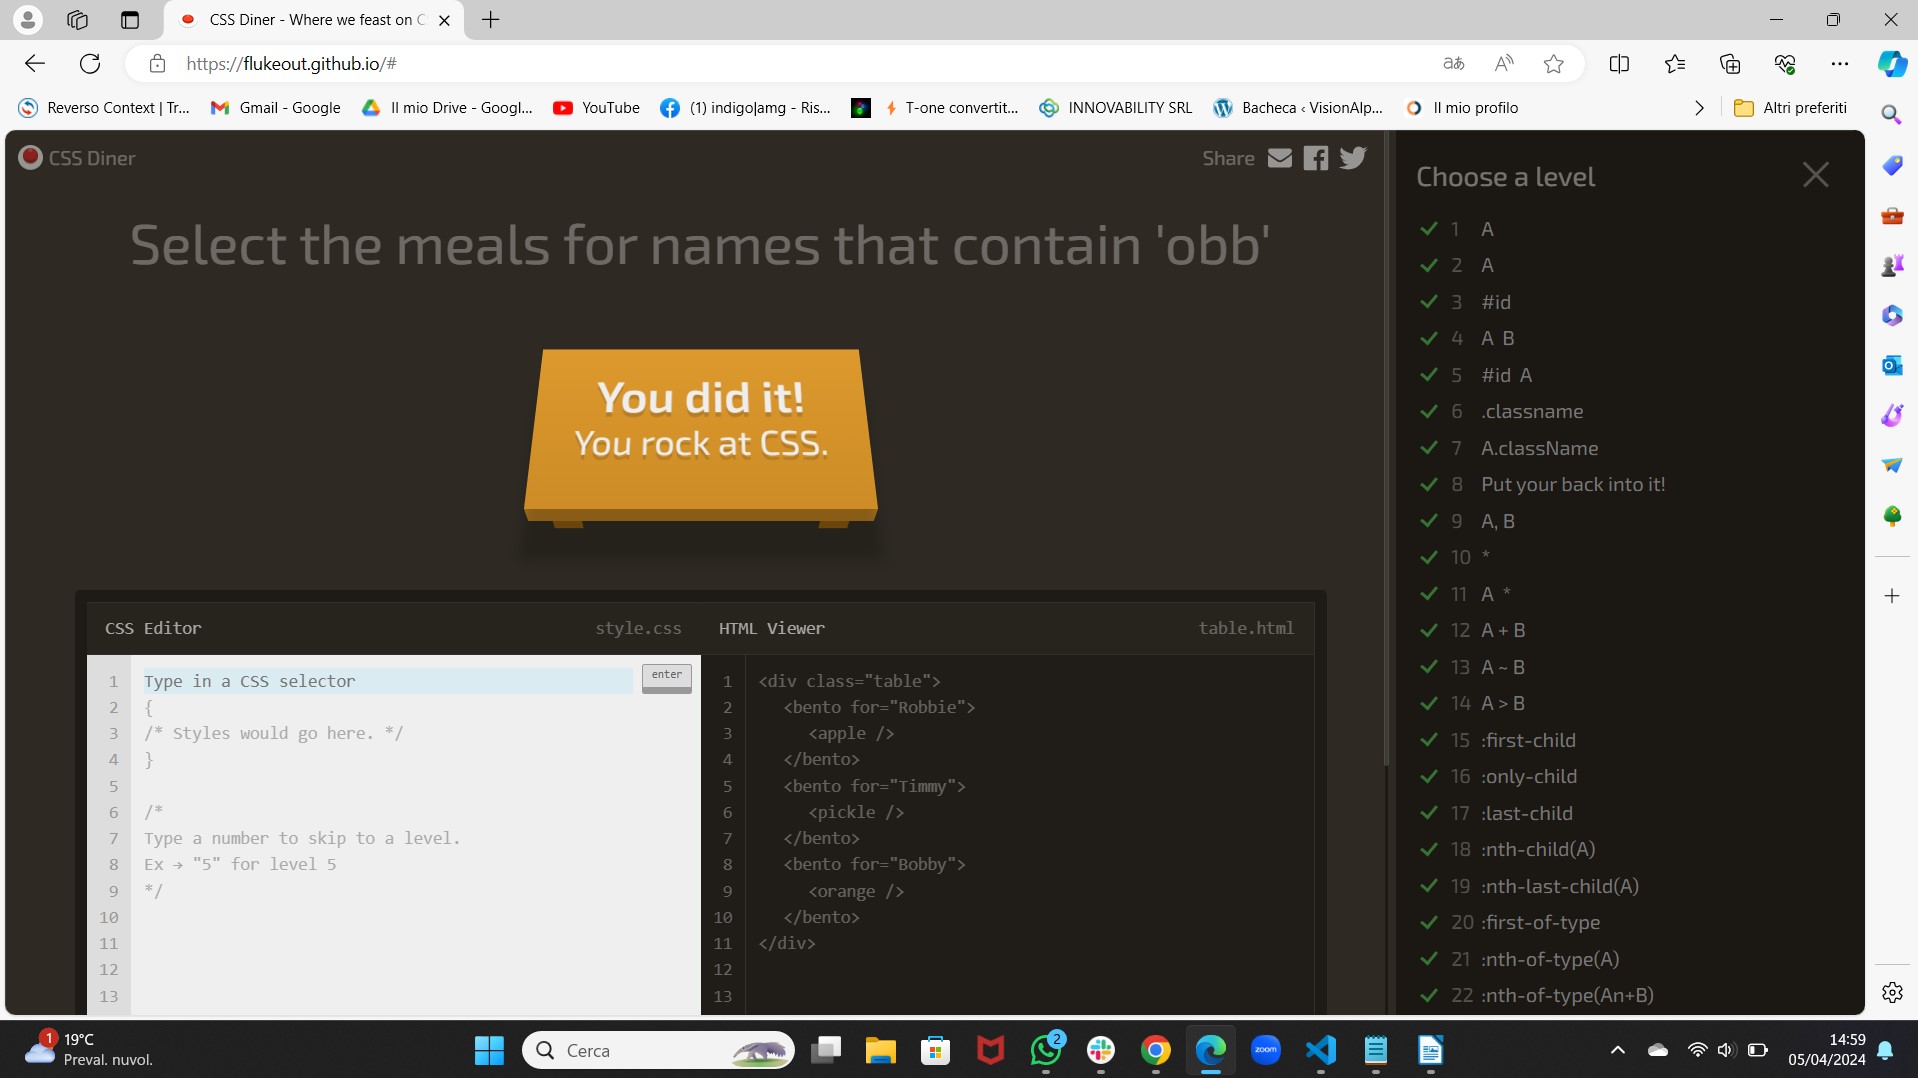 CSS Diner - Where we feast on C
https://flukeout.github.io/#
Reverso Context | Tr...
Gmail - Google
Il mio Drive - Googl...
YouTube
(1) indigo|amg - Ris...
T-one convertit...
INNOVABILITY SRL
Bacheca ‹ VisionAlp...
Il mio profilo
Altri preferiti
CSS Diner
Share
Select the meals for names that contain 'obb'
You did it!
You rock at CSS.
CSS Editor
style.css
1 Type in a CSS selector
enter
2 {
3 /* Styles would go here. */
4 }
5
6 /*
7 Type a number to skip to a level.
8 Ex → "5" for level 5
9 */
10
11
12
13
HTML Viewer
table.html
1 <div class="table">
2 <bento for="Robbie">
3 <apple />
4 </bento>
5 <bento for="Timmy">
6 <pickle />
7 </bento>
8 <bento for="Bobby">
9 <orange />
10 </bento>
11 </div>
12
13
Choose a level
1 A
2 A
3 #id
4 A B
5 #id A
6 .classname
7 A.className
8 Put your back into it!
9 A, B
10 *
11 A *
12 A + B
13 A ~ B
14 A > B
15 :first-child
16 :only-child
17 :last-child
18 :nth-child(A)
19 :nth-last-child(A)
20 :first-of-type
21 :nth-of-type(A)
22 :nth-of-type(An+B)
1
19°C
Preval. nuvol.
Cerca
2
zoom
14:59
05/04/2024